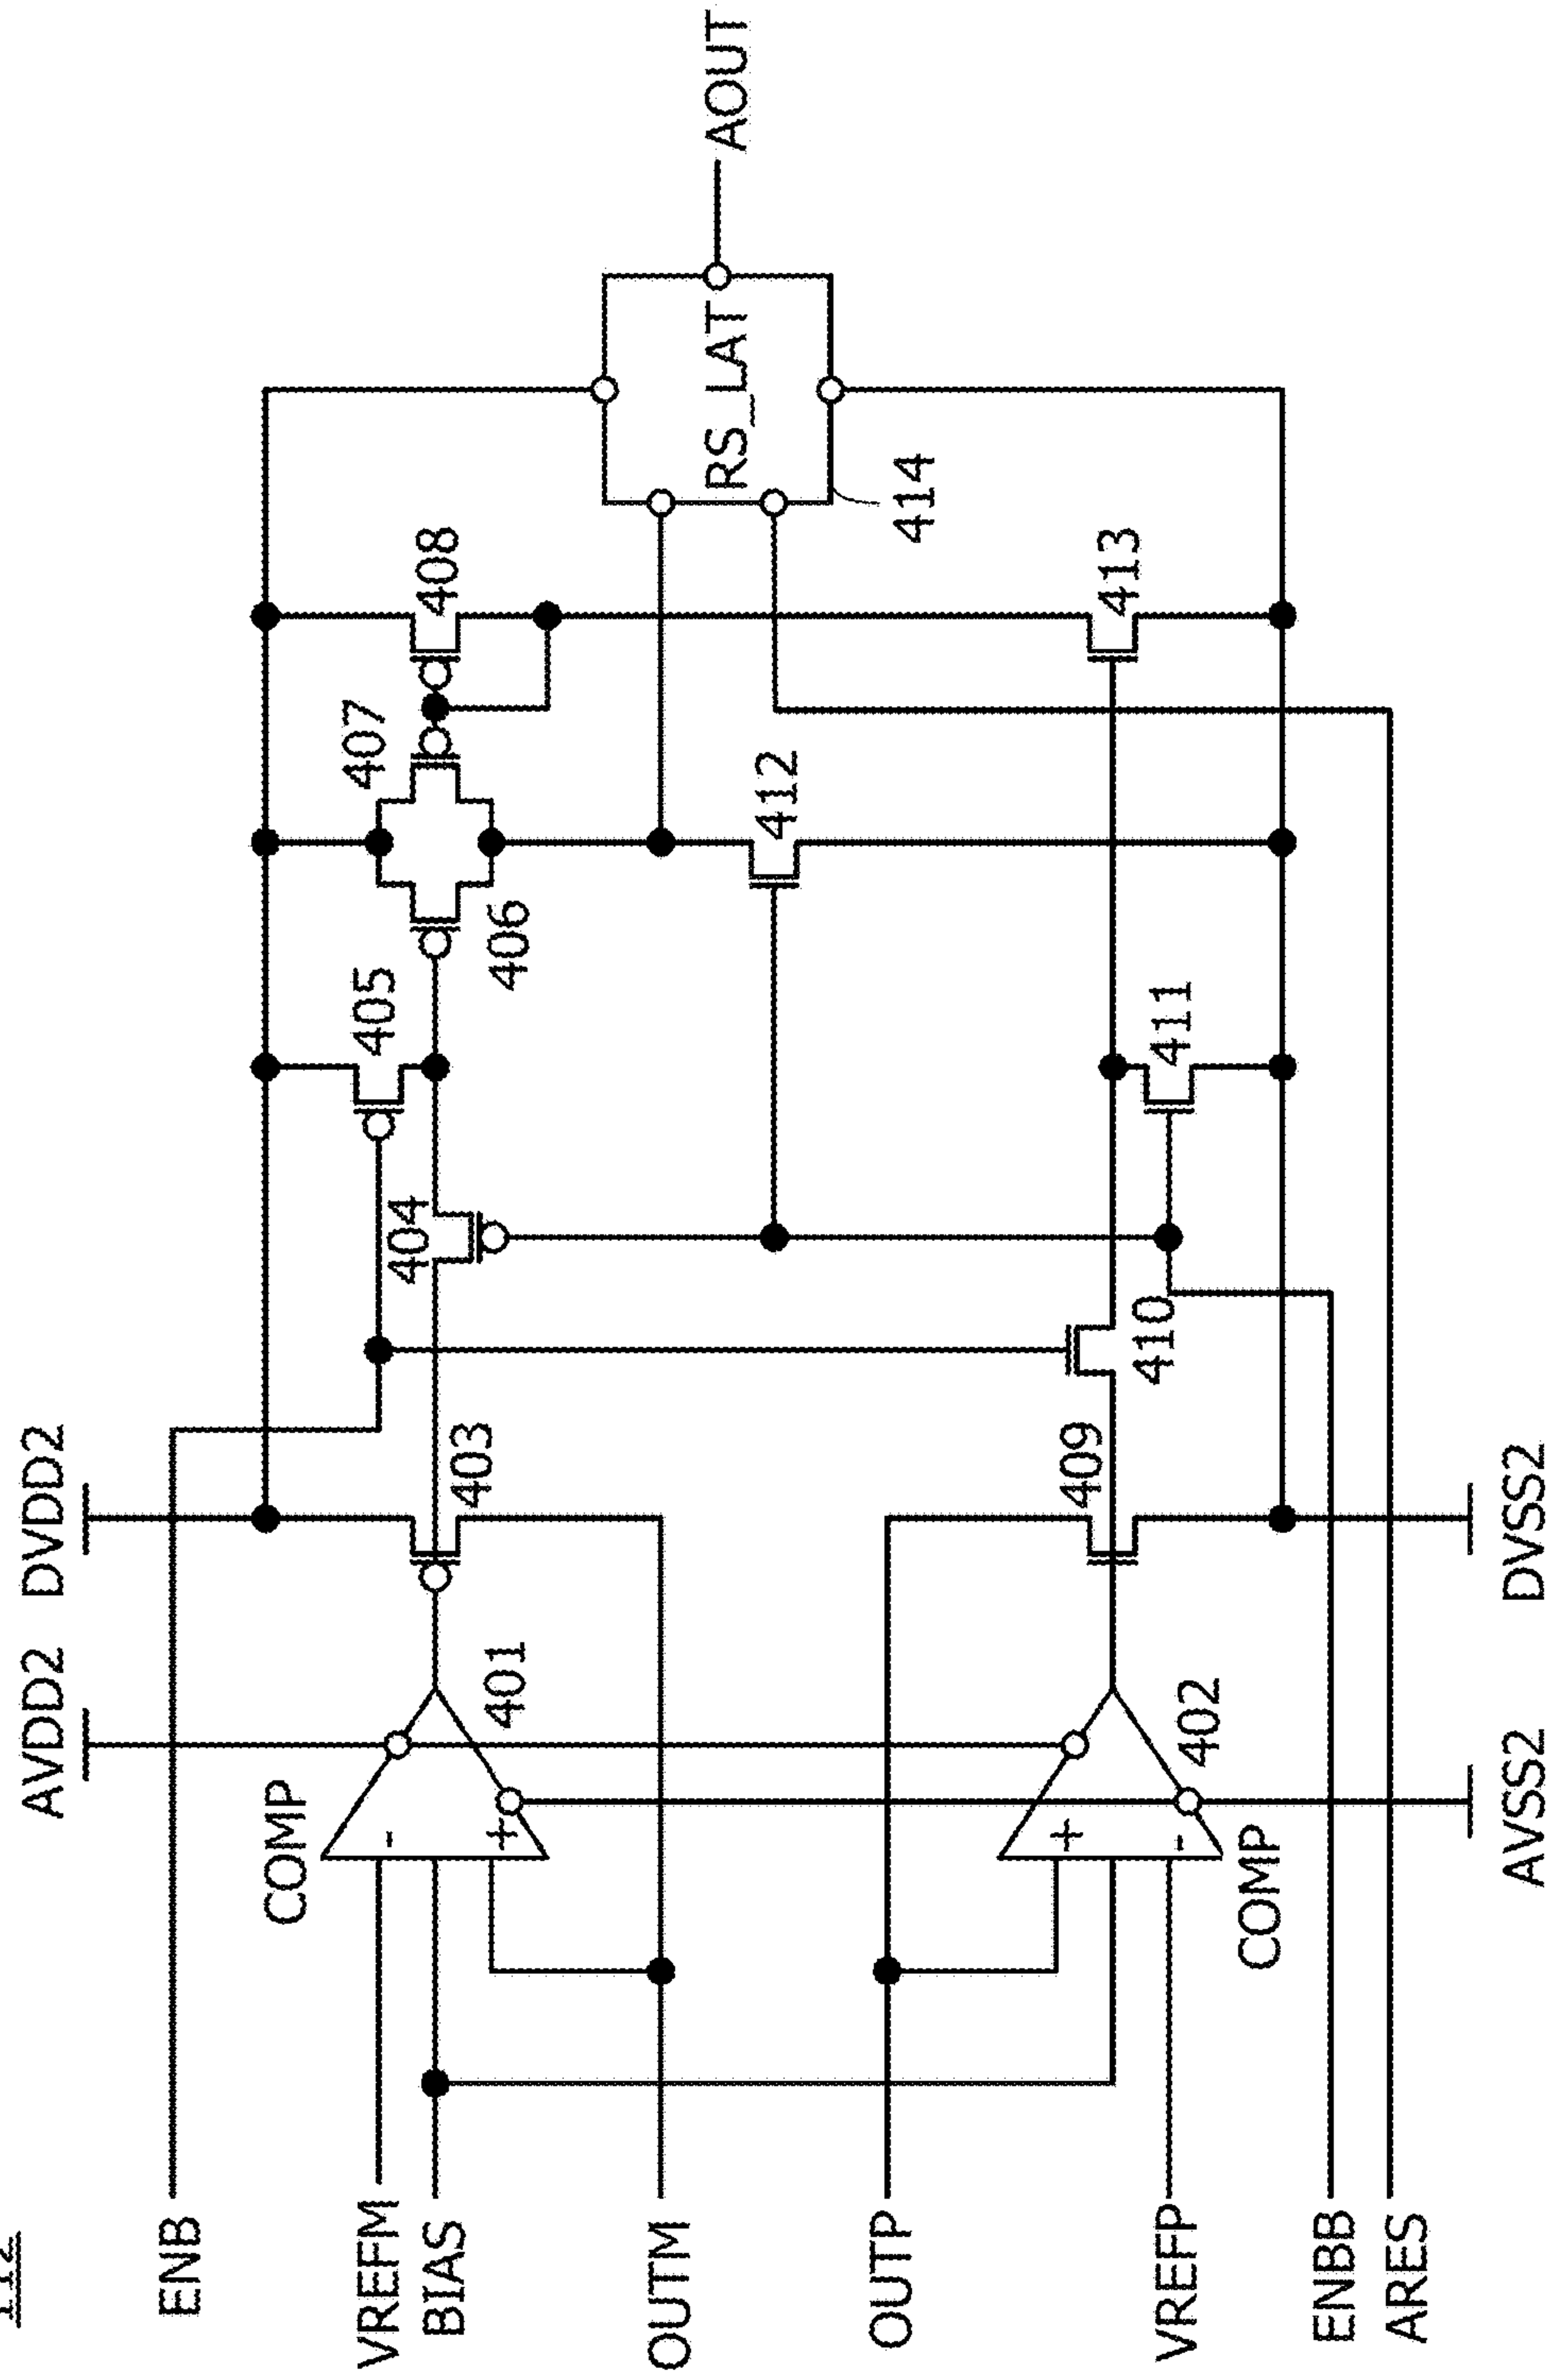 112
AVDD2
DVDD2
ENB
VREFM
BIAS
OUTM
OUTP
VREFP
ENBB
ARES
COMP
-
+
401
COMP
+
-
402
403
404
405
406
407
408
409
410
411
412
413
RS_LAT
414
AOUT
AVSS2
DVSS2